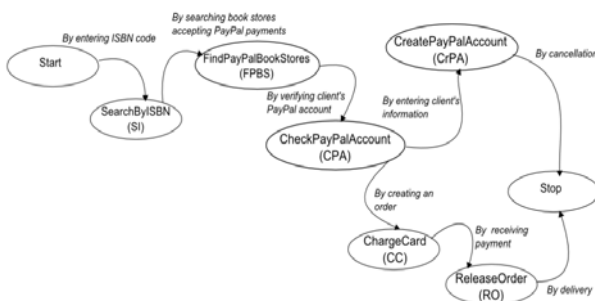 By searching book stores
accepting PayPal payments
By entering ISBN code
Start
FindPayPalBookStores
(FPBS)
CreatePayPalAccount
(CrPA)
By cancellation
SearchByISBN
(SI)
By verifying client's
PayPal account
By entering client's
information
CheckPayPalAccount
(CPA)
Stop
By creating an
order
ChargeCard
(CC)
By receiving
payment
ReleaseOrder
(RO)
By delivery